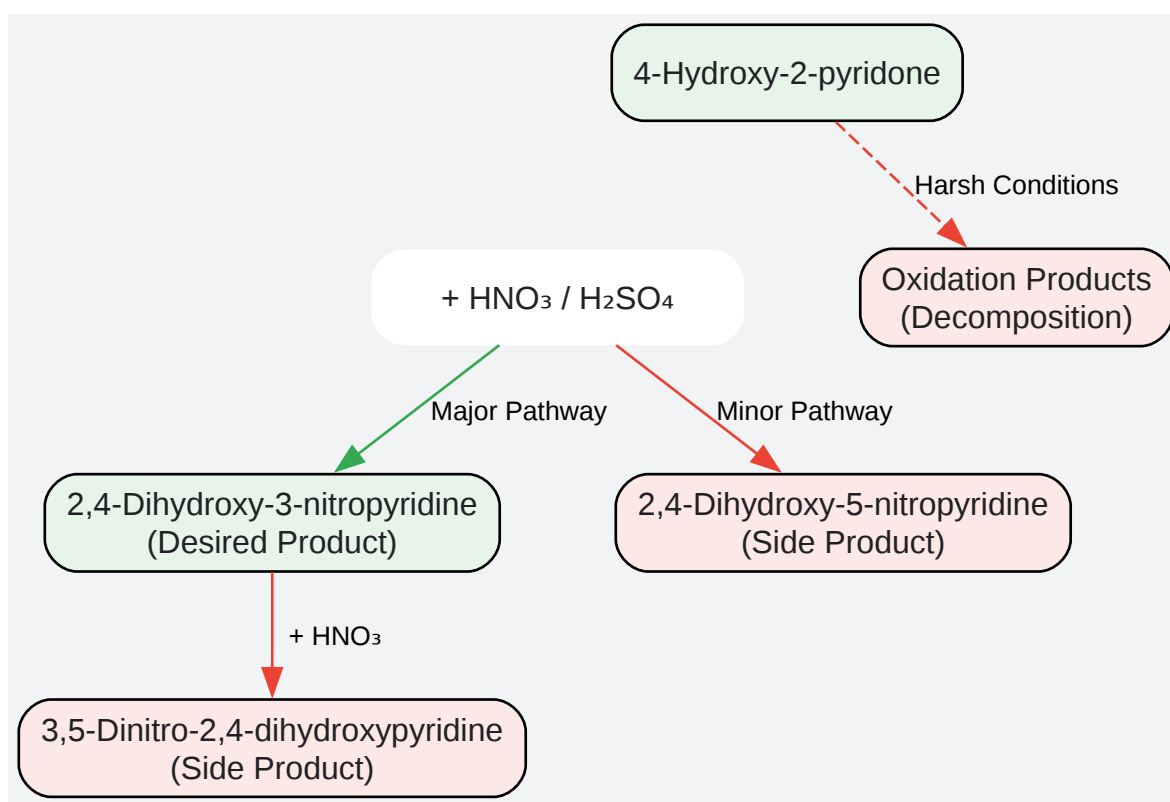 4-Hydroxy-2-pyridone
Harsh Conditions
Oxidation Products
(Decomposition)
+ HNO₃ / H₂SO₄
Major Pathway
Minor Pathway
2,4-Dihydroxy-3-nitropyridine
(Desired Product)
2,4-Dihydroxy-5-nitropyridine
(Side Product)
+ HNO₃
3,5-Dinitro-2,4-dihydroxypyridine
(Side Product)